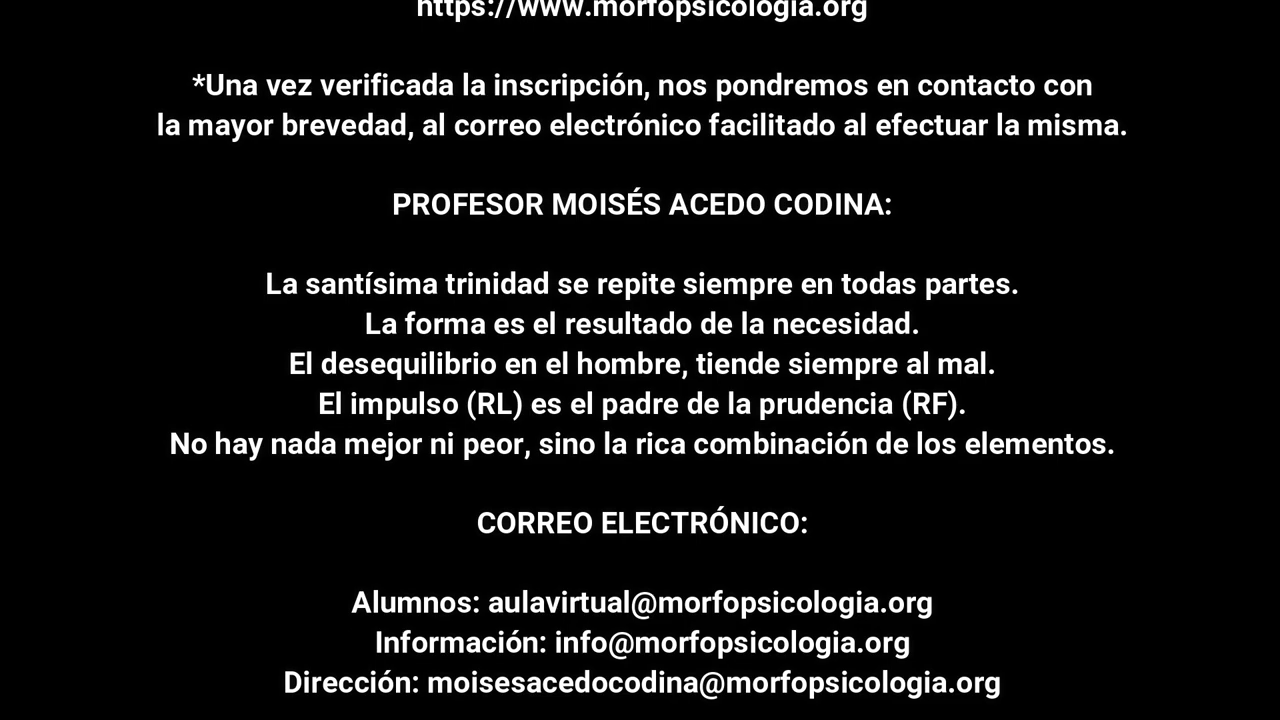 https://www.morfopsicologia.org
*Una vez verificada la inscripción, nos pondremos en contacto con
la mayor brevedad, al correo electrónico facilitado al efectuar la misma.
PROFESOR MOISÉS ACEDO CODINA:
La santísima trinidad se repite siempre en todas partes.
La forma es el resultado de la necesidad.
El desequilibrio en el hombre, tiende siempre al mal.
El impulso (RL) es el padre de la prudencia (RF).
No hay nada mejor ni peor, sino la rica combinación de los elementos.
CORREO ELECTRÓNICO:
Alumnos: aulavirtual@morfopsicologia.org
Información: info@morfopsicologia.org
Dirección: moisesacedocodina@morfopsicologia.org